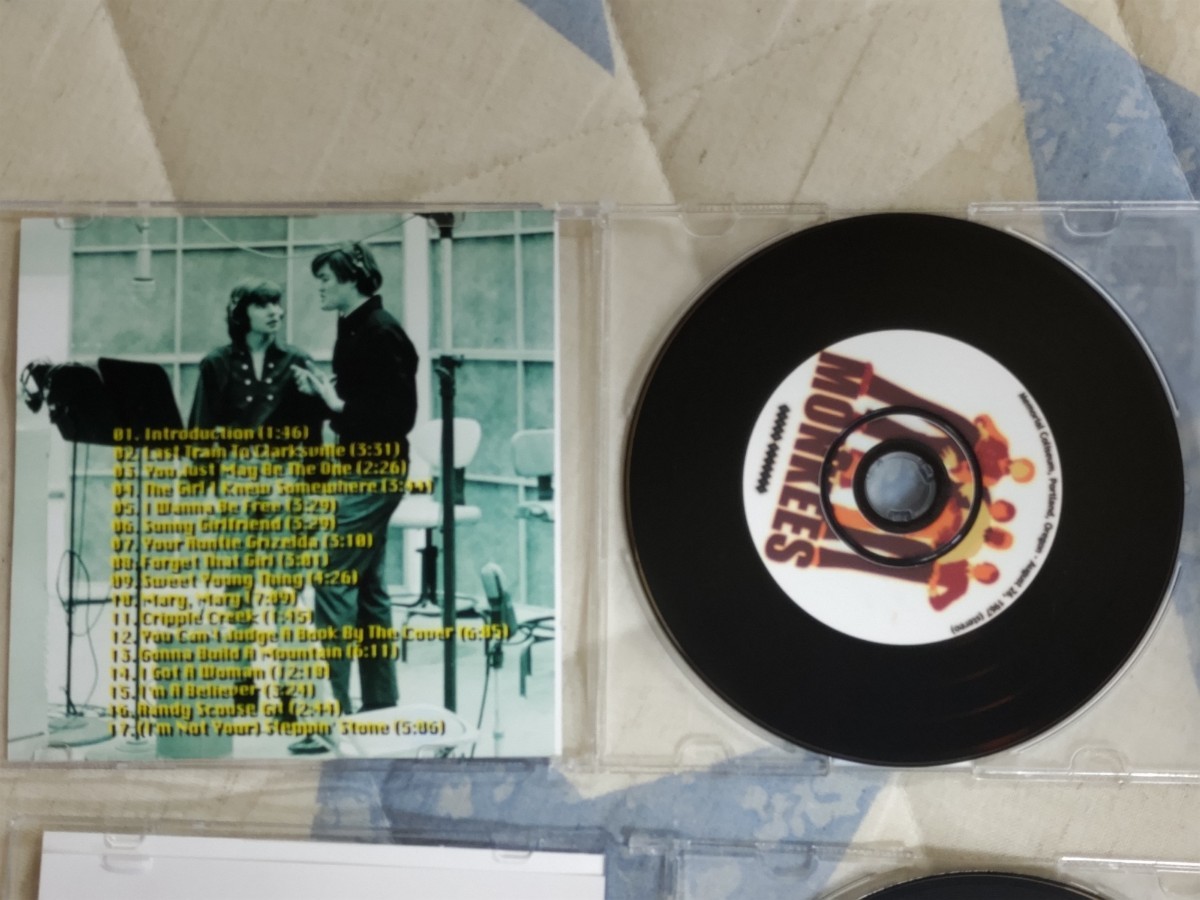 01. Introduction (1:46)
02. Last Train To Clarksville (3:31)
03. You Just May Be The One (2:26)
04. The Girl I Knew Somewhere (3:44)
05. I Wanna Be Free (3:29)
06. Sunny Girlfriend (3:29)
07. Your Auntie Grizelda (3:10)
08. Forget That Girl (3:01)
09. Sweet Young Thing (4:26)
10. Mary, Mary (7:09)
11. Cripple Creek (1:45)
12. You Can't Judge A Book By The Cover (6:05)
13. Gonna Build A Mountain (6:11)
14. I Got A Woman (12:10)
15. I'm A Believer (3:24)
16. Randy Scouse Git (2:44)
17. (I'm Not Your) Steppin' Stone (5:06)
MONKEES
Memorial Coliseum, Portland, Oregon - August 26, 1967 (stereo)